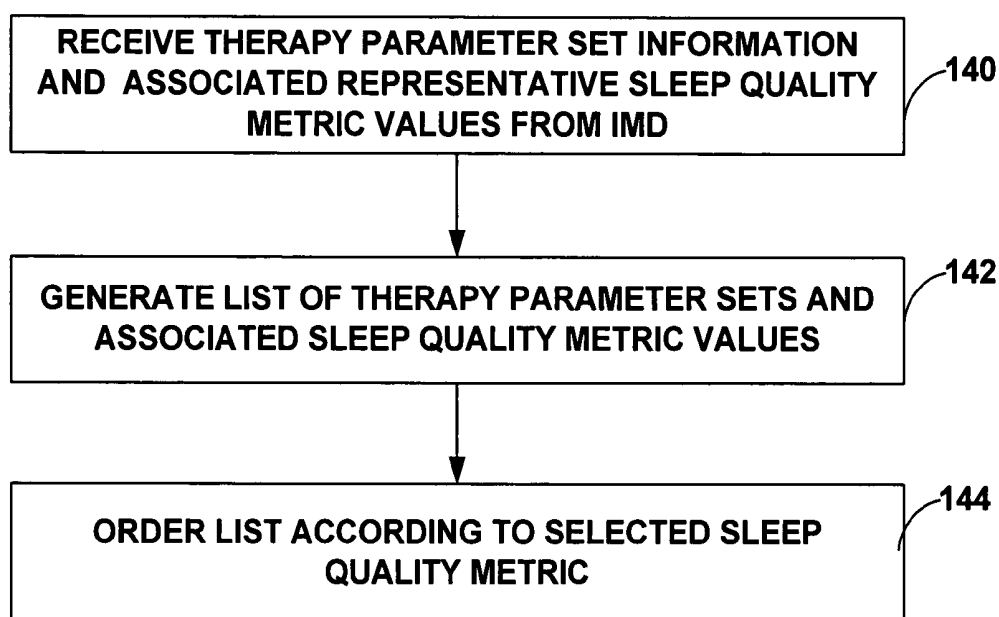 RECEIVE THERAPY PARAMETER SET INFORMATION
AND ASSOCIATED REPRESENTATIVE SLEEP QUALITY
METRIC VALUES FROM IMD
140
GENERATE LIST OF THERAPY PARAMETER SETS AND
ASSOCIATED SLEEP QUALITY METRIC VALUES
142
ORDER LIST ACCORDING TO SELECTED SLEEP
QUALITY METRIC
144